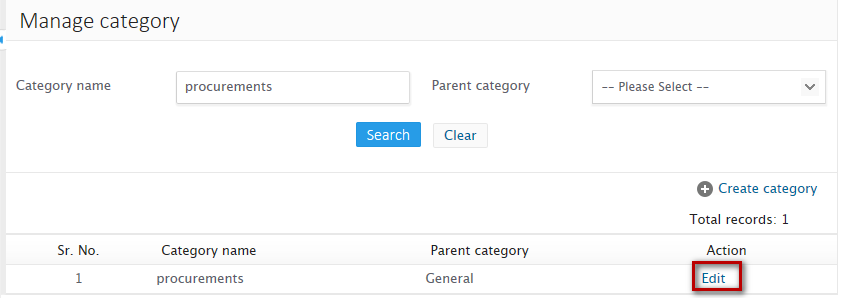 Manage category
Category name procurements Parent category -- Please Select --
Search Clear
Create category
Total records: 1
Sr. No. Category name Parent category Action
1 procurements General Edit